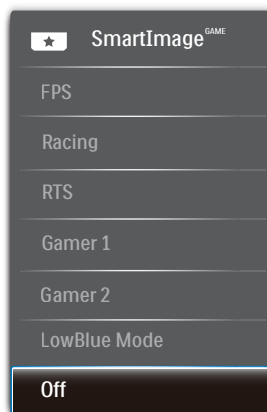 SmartImage GAME
FPS
Racing
RTS
Gamer 1
Gamer 2
LowBlue Mode
Off